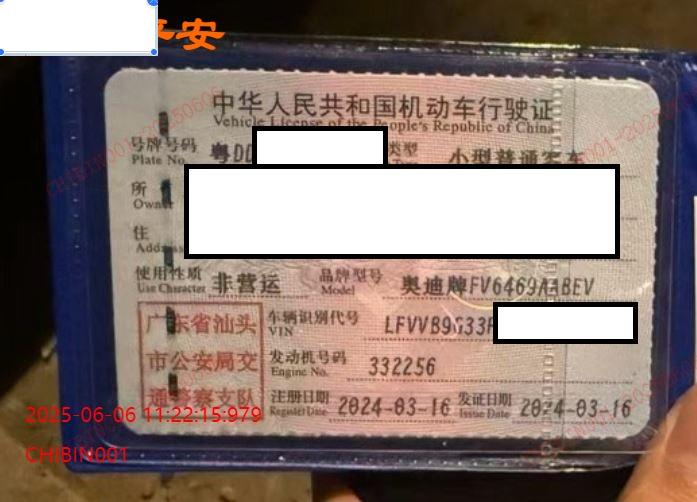 平安
中华人民共和国机动车行驶证
Vehicle License of the People's Republic of China
号牌号码 粤DD 类型 小型普通客车
Plate No.
所
Owner
住
Address
使用性质 非营运 品牌型号 奥迪牌FV6469AABEV
Use Character Model
广东省汕头
市公安局交
通警察支队
车辆识别代号 LFVVB9G33
VIN
发动机号码 332256
Engine No.
注册日期 2024-03-16 发证日期 2024-03-16
Register Date Issue Date
2025-06-06 11:22:15.979
CHIBIN001